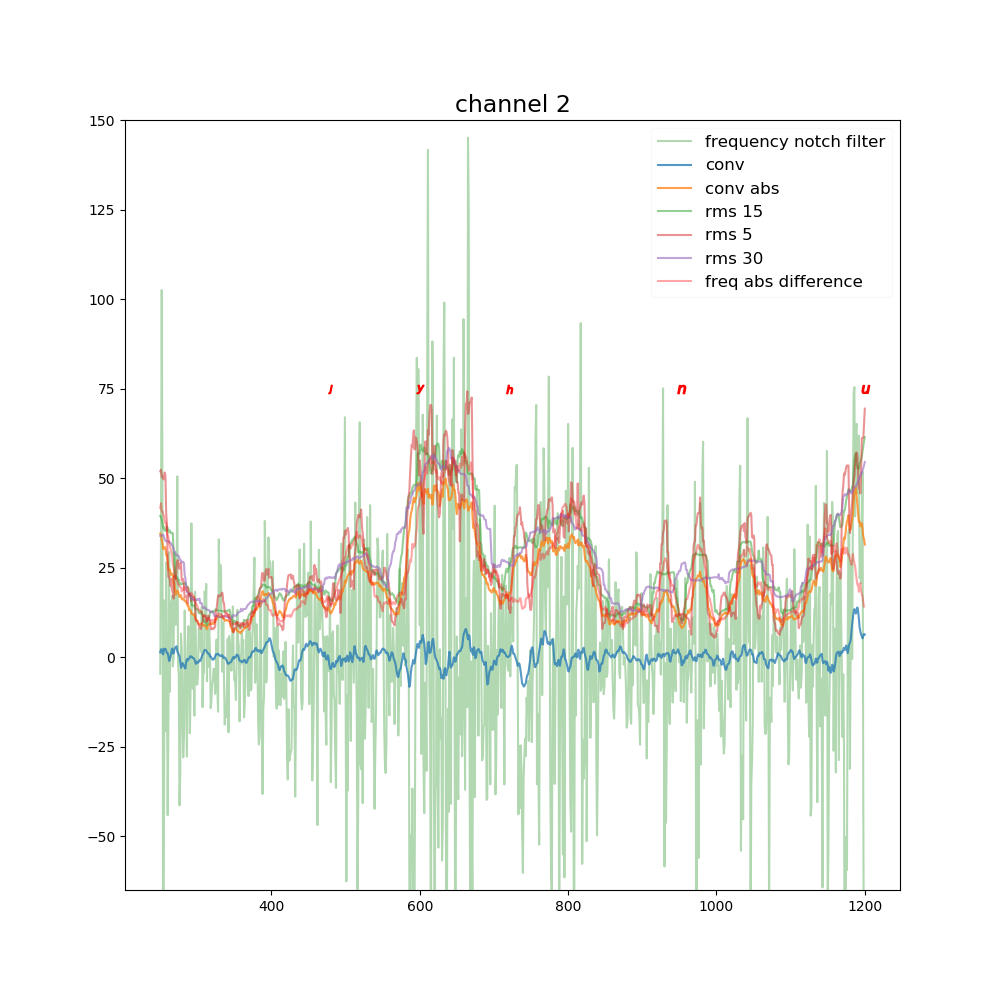 channel 2
150
125
100
75
50
25
0
−25
−50
frequency notch filter
conv
conv abs
rms 15
rms 5
rms 30
freq abs difference
j y h n u
400 600 800 1000 1200